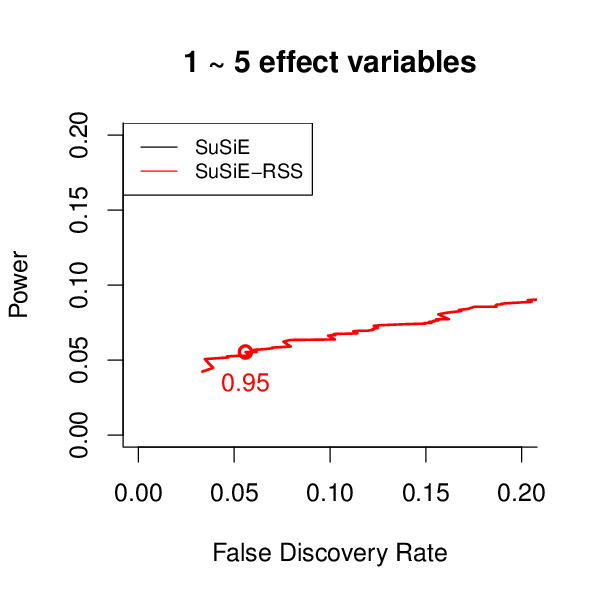 1 ~ 5 effect variables
SuSiE
SuSiE−RSS
Power
0.20
0.15
0.10
0.05
0.00
0.95
0.00 0.05 0.10 0.15 0.20
False Discovery Rate